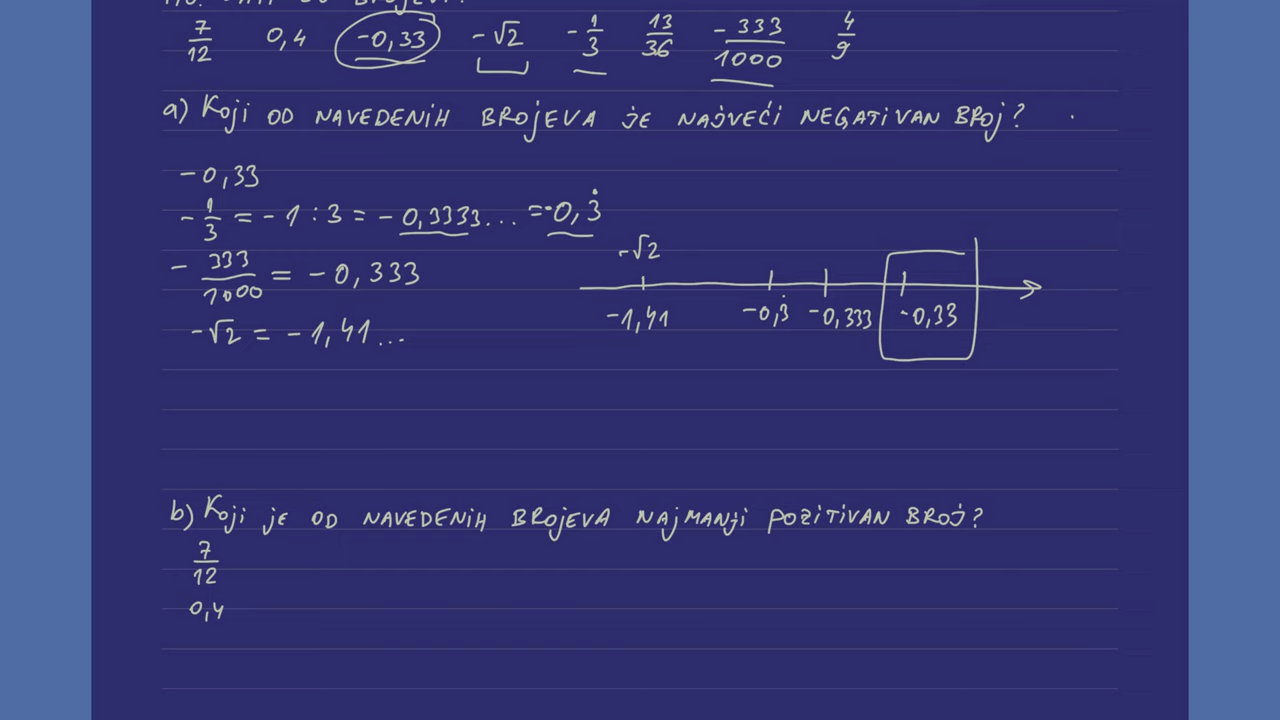 7/12 0,4 -0,33 -√2 -1/3 13/36 -333/1000 4/9
a) Koji OD NAVEDENIH BROJEVA JE NAJVEĆI NEGATIVAN BROJ?
-0,33
-1/3 = -1 : 3 = -0,3333... = -0,3̇
-333/1000 = -0,333
-√2 = -1,41...
-√2
-1,41 -0,3̇ -0,333 -0,33
b) Koji je OD NAVEDENIH BROJEVA NAJMANJI POZITIVAN BROJ?
7/12
0,4